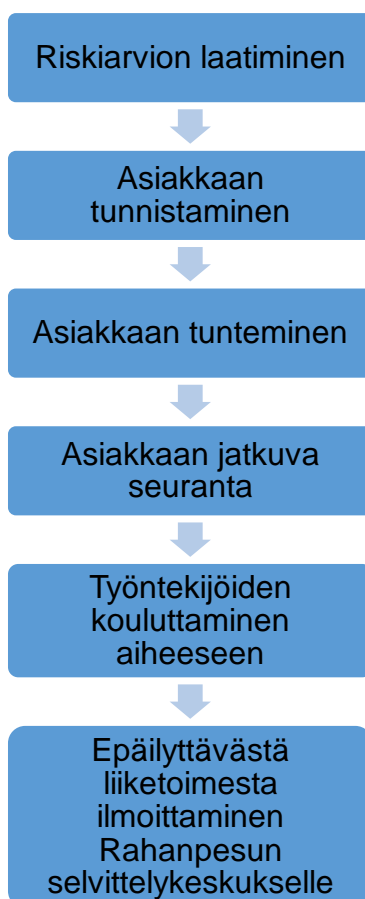 Riskiarvion laatiminen
Asiakkaan
tunnistaminen
Asiakkaan tunteminen
Asiakkaan jatkuva
seuranta
Työntekijöiden
kouluttaminen
aiheeseen
Epäilyttävästä
liiketoimesta
ilmoittaminen
Rahanpesun
selvittelykeskukselle